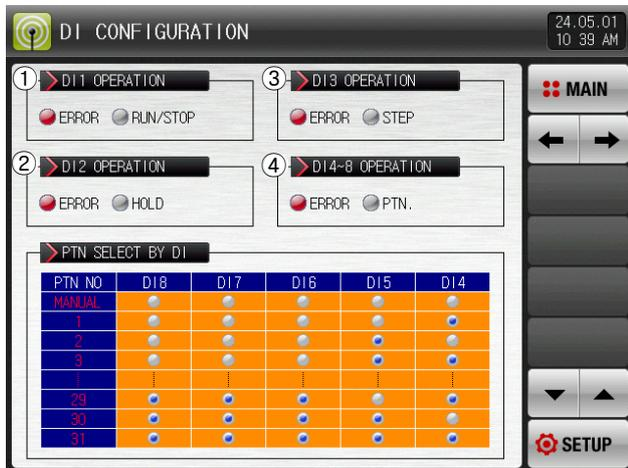 DI CONFIGURATION
24.05.01
10 39 AM
① DI1 OPERATION
ERROR RUN/STOP
③ DI3 OPERATION
ERROR STEP
② DI2 OPERATION
ERROR HOLD
④ DI4~8 OPERATION
ERROR PTN.
PTN SELECT BY DI
PTN NO DI8 DI7 DI6 DI5 DI4
MANUAL
1
2
3
29
30
31
MAIN
SETUP